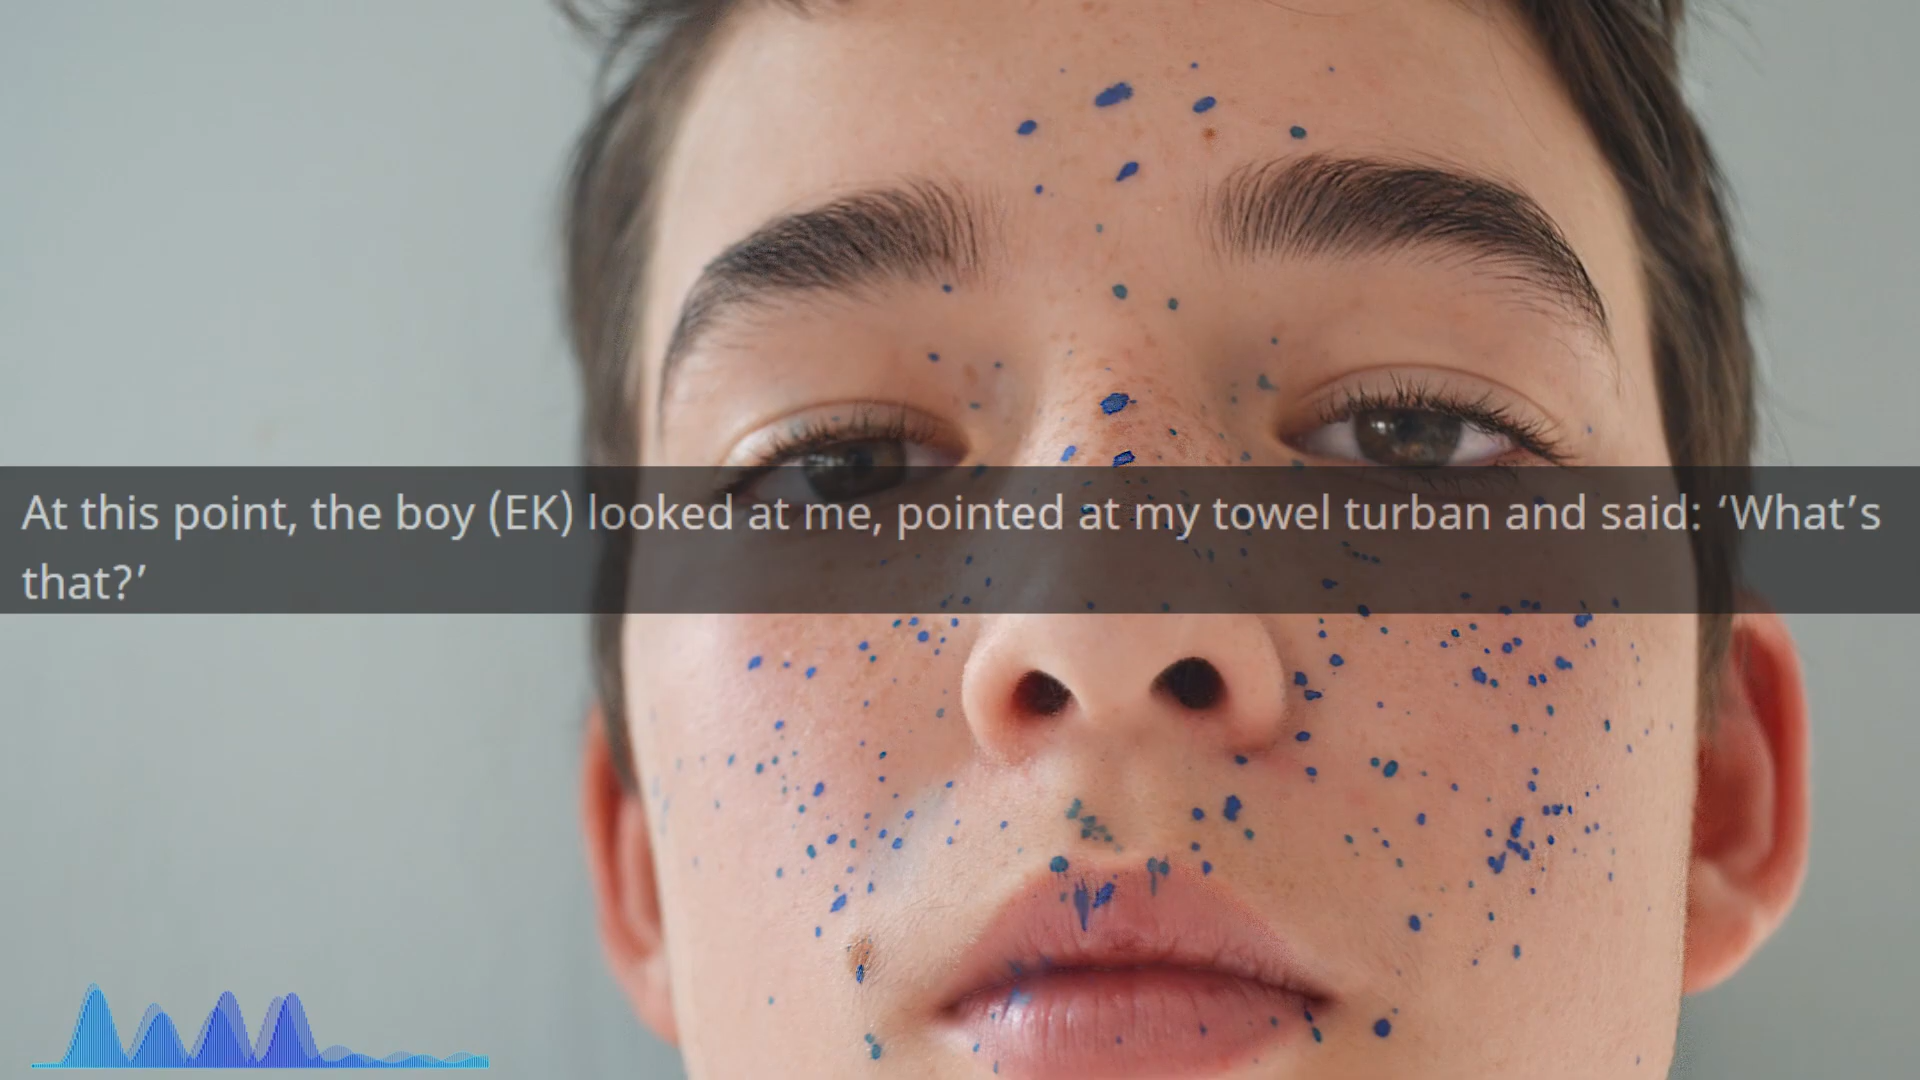 At this point, the boy (EK) looked at me, pointed at my towel turban and said: ‘What’s
that?’